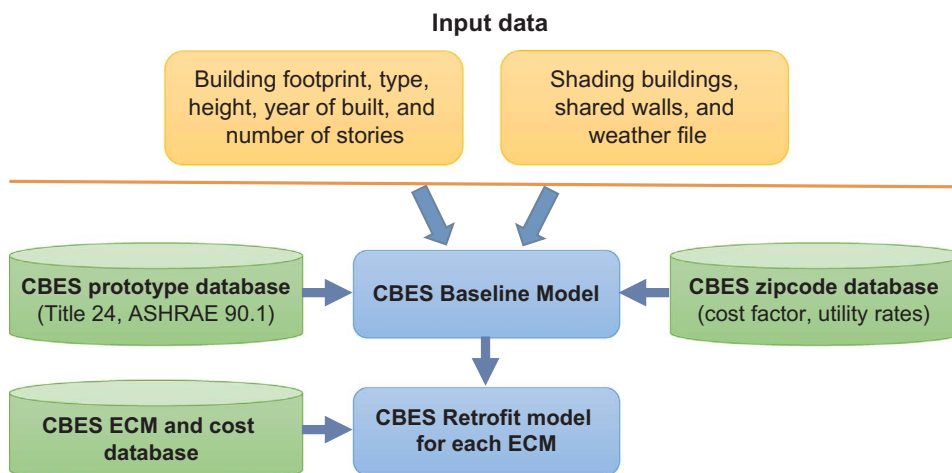 Input data
Building footprint, type,
height, year of built, and
number of stories
Shading buildings,
shared walls, and
weather file
CBES prototype database
(Title 24, ASHRAE 90.1)
CBES Baseline Model
CBES zipcode database
(cost factor, utility rates)
CBES ECM and cost
database
CBES Retrofit model
for each ECM